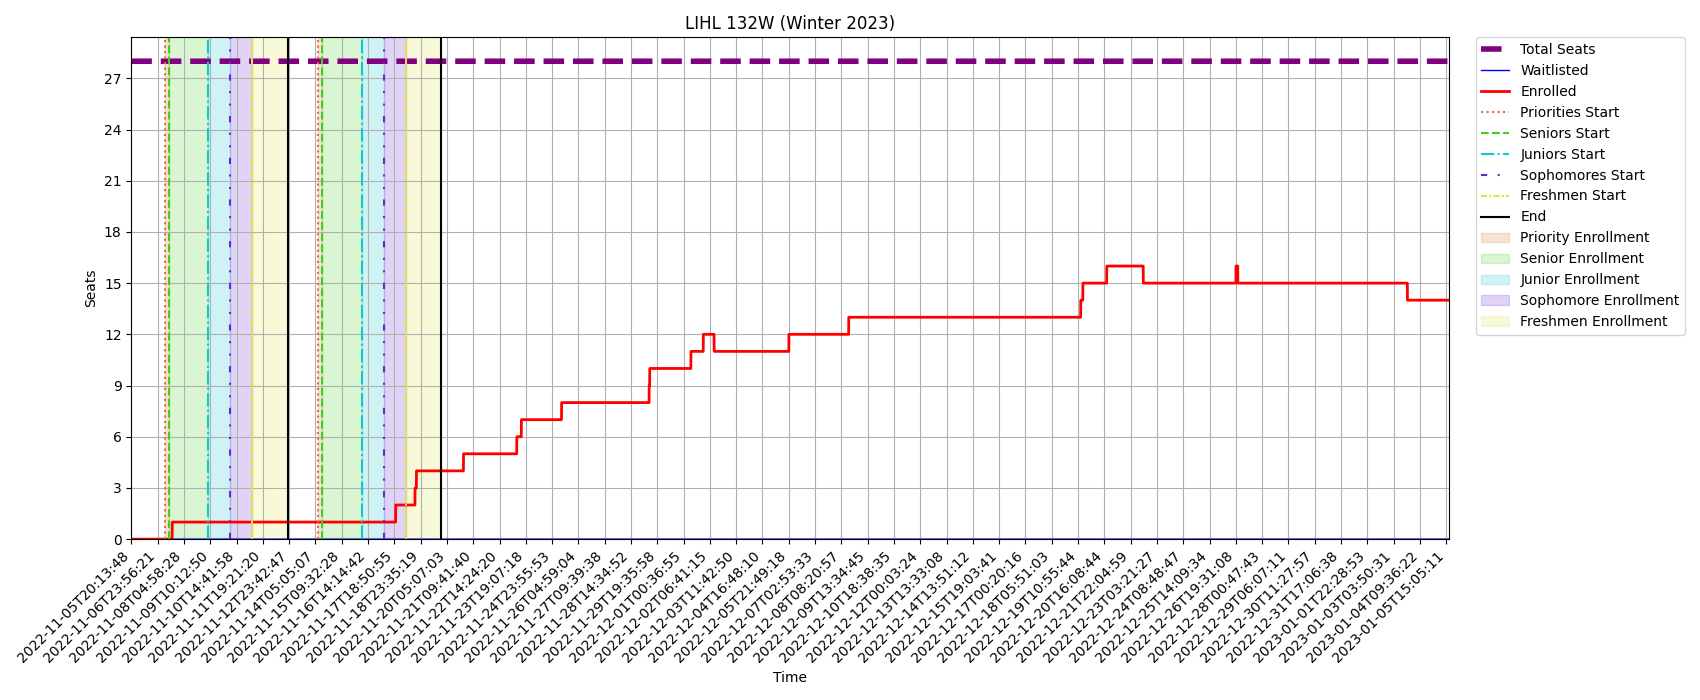 LIHL 132W (Winter 2023)
Seats
27
24
21
18
15
12
9
6
3
0
2022-11-05T20:13:48
2022-11-06T23:56:21
2022-11-08T04:58:28
2022-11-09T10:12:50
2022-11-10T14:41:58
2022-11-11T19:21:20
2022-11-12T23:42:47
2022-11-14T05:05:07
2022-11-15T09:32:28
2022-11-16T14:14:42
2022-11-17T18:50:55
2022-11-18T23:35:19
2022-11-20T05:07:03
2022-11-21T09:41:40
2022-11-22T14:24:20
2022-11-23T19:07:18
2022-11-24T23:55:53
2022-11-26T04:59:04
2022-11-27T09:39:38
2022-11-28T14:34:52
2022-11-29T19:35:58
2022-12-01T00:36:55
2022-12-02T06:41:15
2022-12-03T11:42:50
2022-12-04T16:48:10
2022-12-05T21:49:18
2022-12-07T02:53:33
2022-12-08T08:20:57
2022-12-09T13:34:45
2022-12-10T18:38:35
2022-12-12T00:03:24
2022-12-13T13:33:08
2022-12-14T13:51:12
2022-12-15T19:03:41
2022-12-17T00:20:16
2022-12-18T05:51:03
2022-12-19T10:55:44
2022-12-20T16:08:44
2022-12-21T22:04:59
2022-12-23T03:21:27
2022-12-24T08:48:47
2022-12-25T14:09:34
2022-12-26T19:31:08
2022-12-28T00:47:43
2022-12-29T06:07:11
2022-12-30T11:27:57
2022-12-31T17:06:38
2023-01-01T22:28:53
2023-01-03T03:50:31
2023-01-04T09:36:22
2023-01-05T15:05:11
Time
Total Seats
Waitlisted
Enrolled
Priorities Start
Seniors Start
Juniors Start
Sophomores Start
Freshmen Start
End
Priority Enrollment
Senior Enrollment
Junior Enrollment
Sophomore Enrollment
Freshmen Enrollment